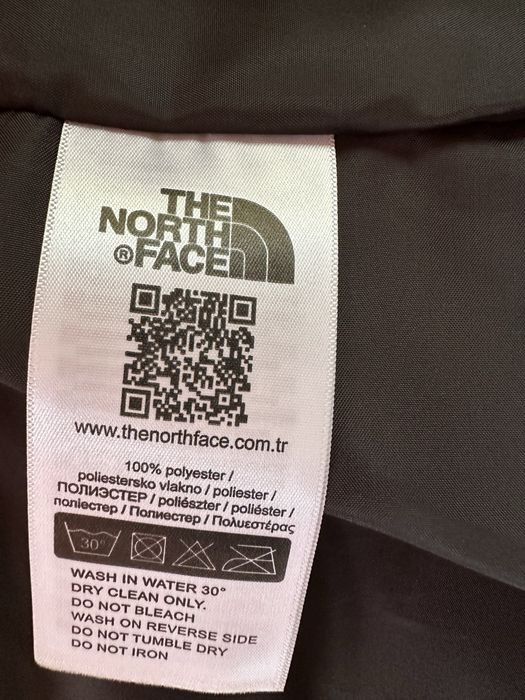 THE
NORTH
®FACE
www.thenorthface.com.tr
100% polyester /
poliestersko vlakno / poliester /
ПОЛИЭСТЕР / poliészter / poliéster /
поліестер / Полиестер / Πολυεστέρας
30°
WASH IN WATER 30°
DRY CLEAN ONLY.
DO NOT BLEACH
WASH ON REVERSE SIDE
DO NOT TUMBLE DRY
DO NOT IRON